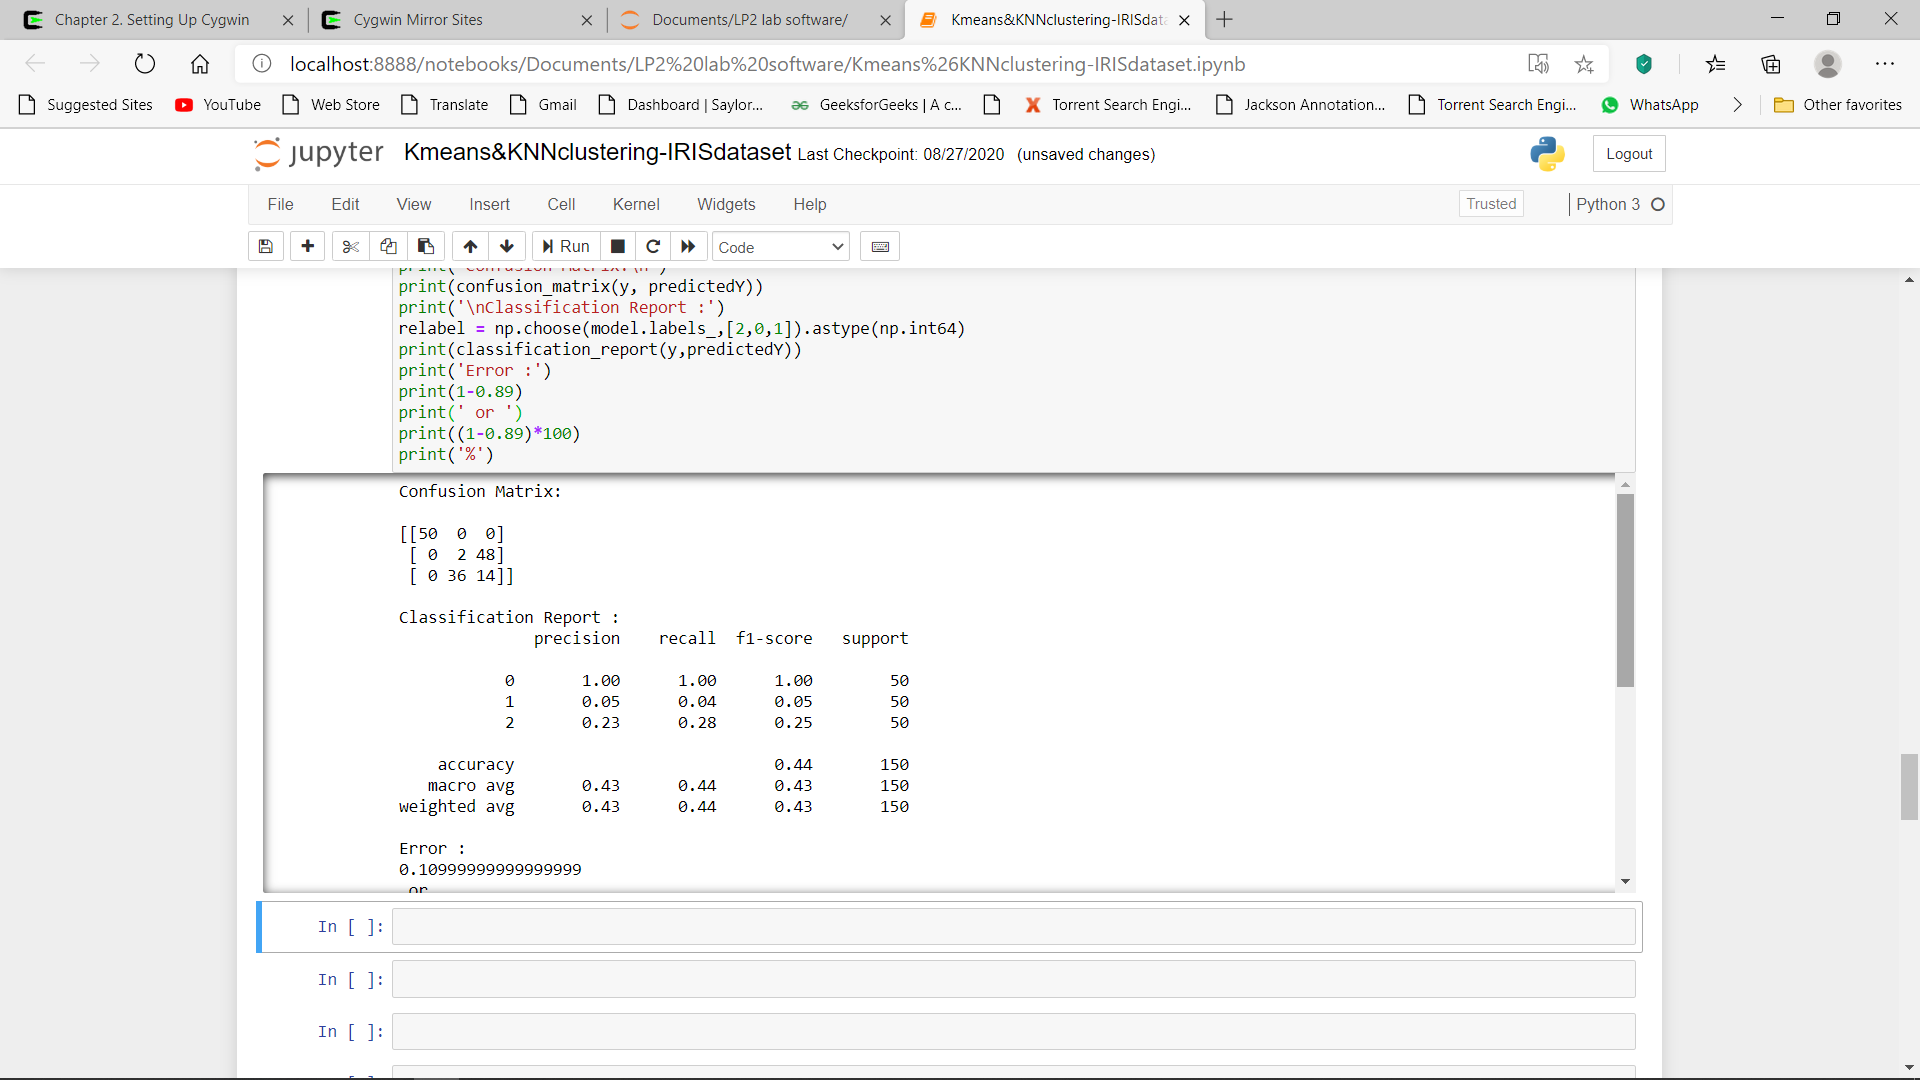 Chapter 2. Setting Up Cygwin
Cygwin Mirror Sites
Documents/LP2 lab software/
Kmeans&KNNclustering-IRISdat
localhost:8888/notebooks/Documents/LP2%20lab%20software/Kmeans%26KNNclustering-IRISdataset.ipynb
Suggested Sites YouTube Web Store Translate Gmail Dashboard | Saylor... GeeksforGeeks | A c... Torrent Search Engi... Jackson Annotation... Torrent Search Engi... WhatsApp Other favorites
jupyter Kmeans&KNNclustering-IRISdataset Last Checkpoint: 08/27/2020 (unsaved changes) Logout
File Edit View Insert Cell Kernel Widgets Help Trusted Python 3
Run Code
print('Confusion Matrix:\n')
print(confusion_matrix(y, predictedY))
print('\nClassification Report :')
relabel = np.choose(model.labels_,[2,0,1]).astype(np.int64)
print(classification_report(y,predictedY))
print('Error :')
print(1-0.89)
print(' or ')
print((1-0.89)*100)
print('%')
Confusion Matrix:
[[50 0 0]
[ 0 2 48]
[ 0 36 14]]
Classification Report :
precision recall f1-score support
0 1.00 1.00 1.00 50
1 0.05 0.04 0.05 50
2 0.23 0.28 0.25 50
accuracy 0.44 150
macro avg 0.43 0.44 0.43 150
weighted avg 0.43 0.44 0.43 150
Error :
0.10999999999999999
or
In [ ]:
In [ ]:
In [ ]: